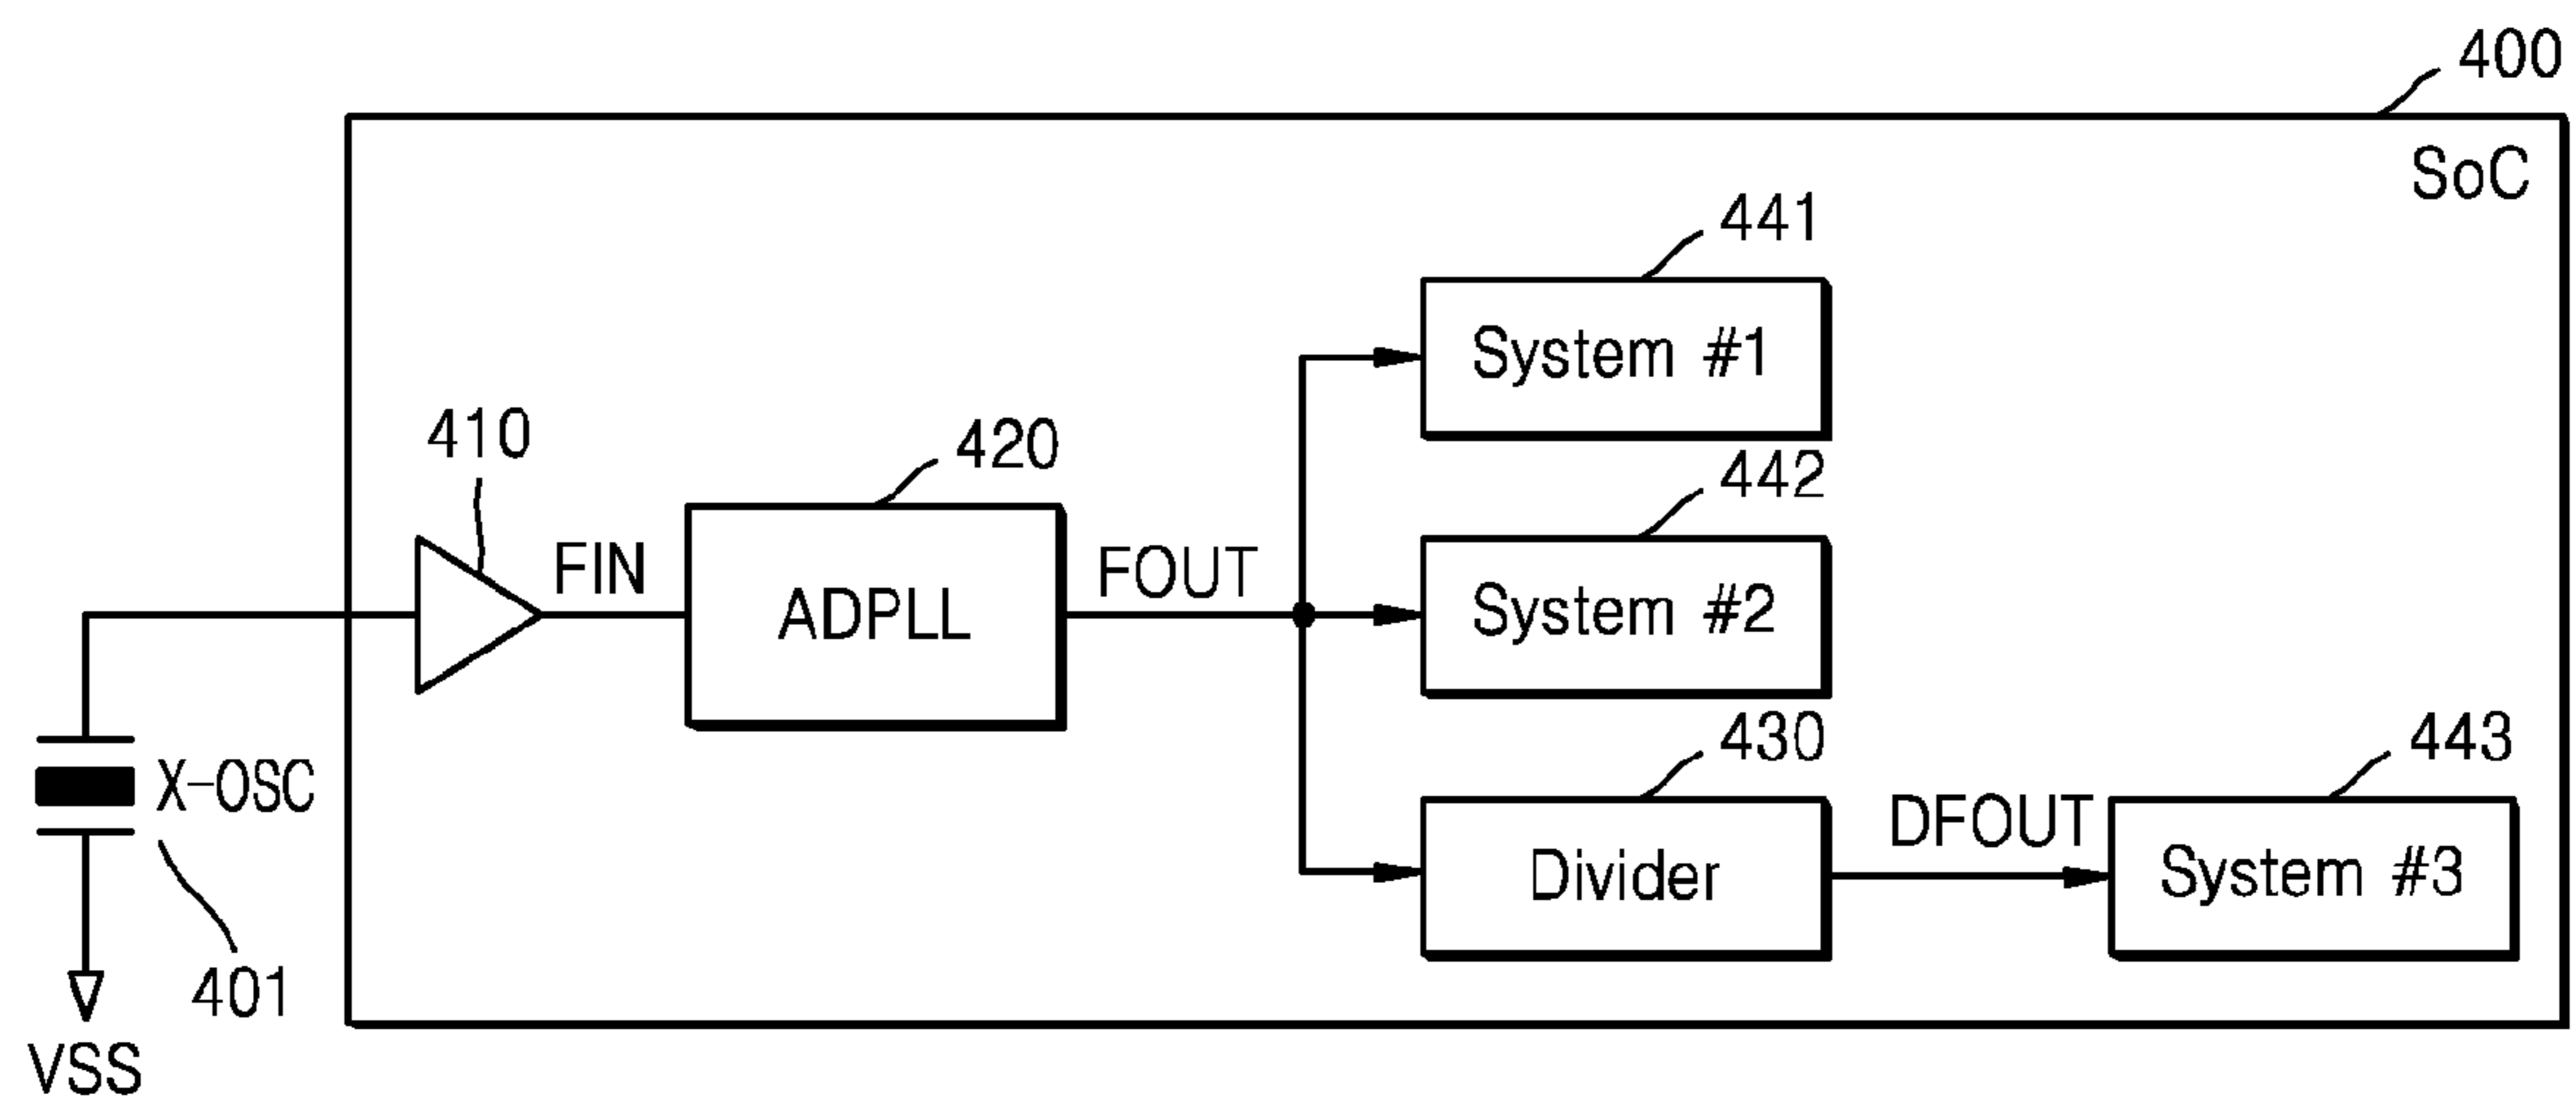 400
SoC
441
System #1
410
420
442
FIN
FOUT
ADPLL
System #2
430
443
X-OSC
DFOUT
Divider
System #3
401
VSS